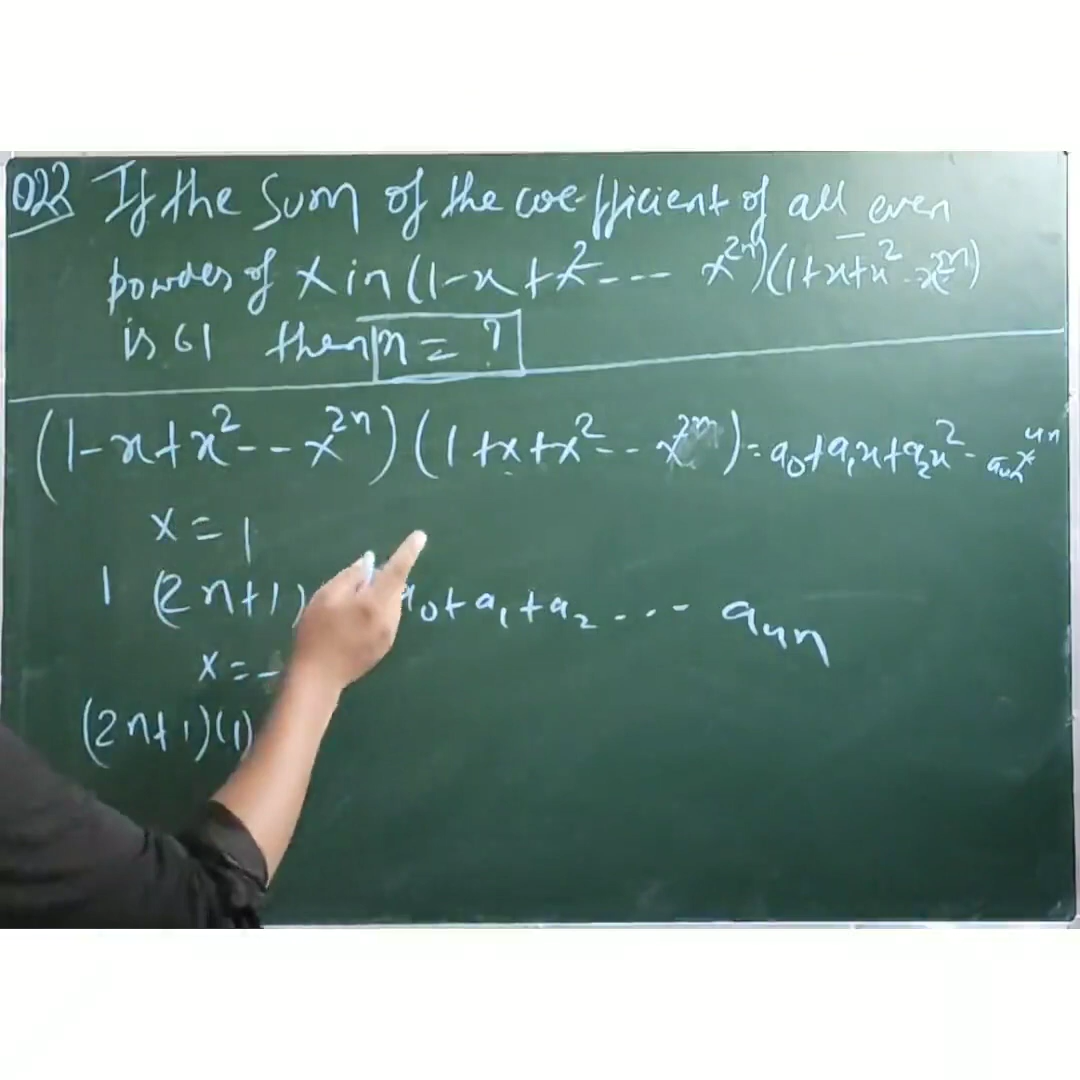 Q22 If the Sum of the coefficient of all even
powers of x in (1-x+x²--- x²ⁿ)(1+x+x²--x²ⁿ)
is 61 then n = ?
(1-x+x²--x²ⁿ)(1+x+x²--x²ⁿ)=a₀+a₁x+a₂x²-a₄ₙx⁴ⁿ
x = 1
1 (2n+1) a₀+a₁+a₂... a₄ₙ
x=-
(2n+1)(1)